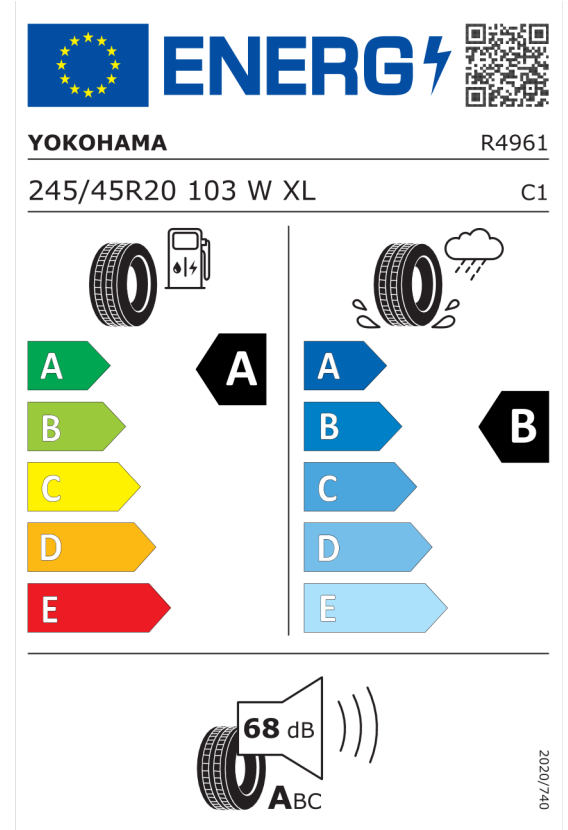 ENERG
YOKOHAMA R4961
245/45R20 103 W XL C1
A A A
B B B
C C
D D
E E
68 dB
ABC
2020/740